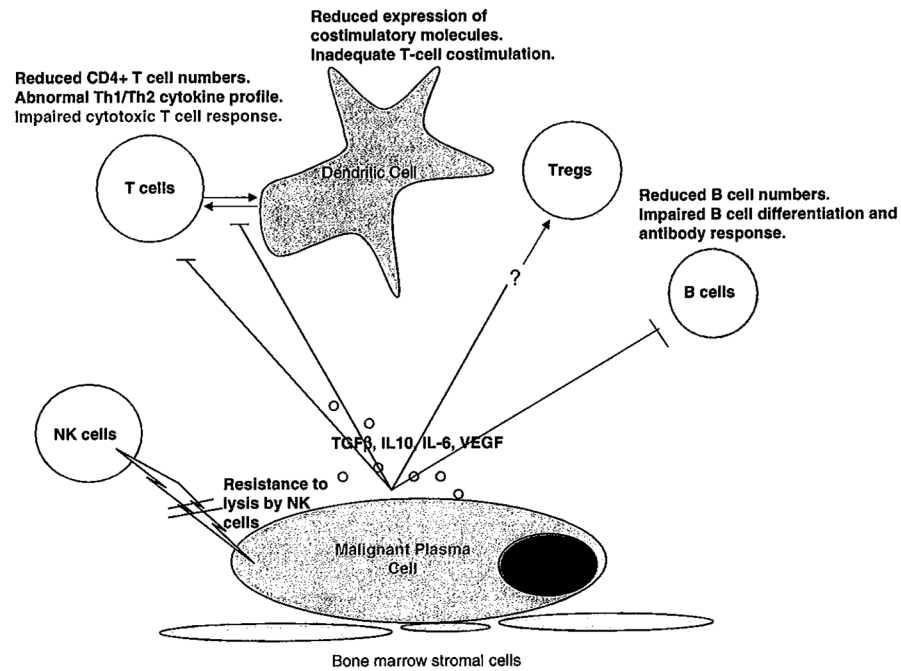 Reduced expression of
costimulatory molecules.
Inadequate T-cell costimulation.
Reduced CD4+ T cell numbers.
Abnormal Th1/Th2 cytokine profile.
Impaired cytotoxic T cell response.
T cells
Dendritic Cell
Tregs
Reduced B cell numbers.
Impaired B cell differentiation and
antibody response.
?
B cells
NK cells
TGFβ, IL10, IL-6, VEGF
Resistance to
lysis by NK
cells
Malignant Plasma
Cell
Bone marrow stromal cells